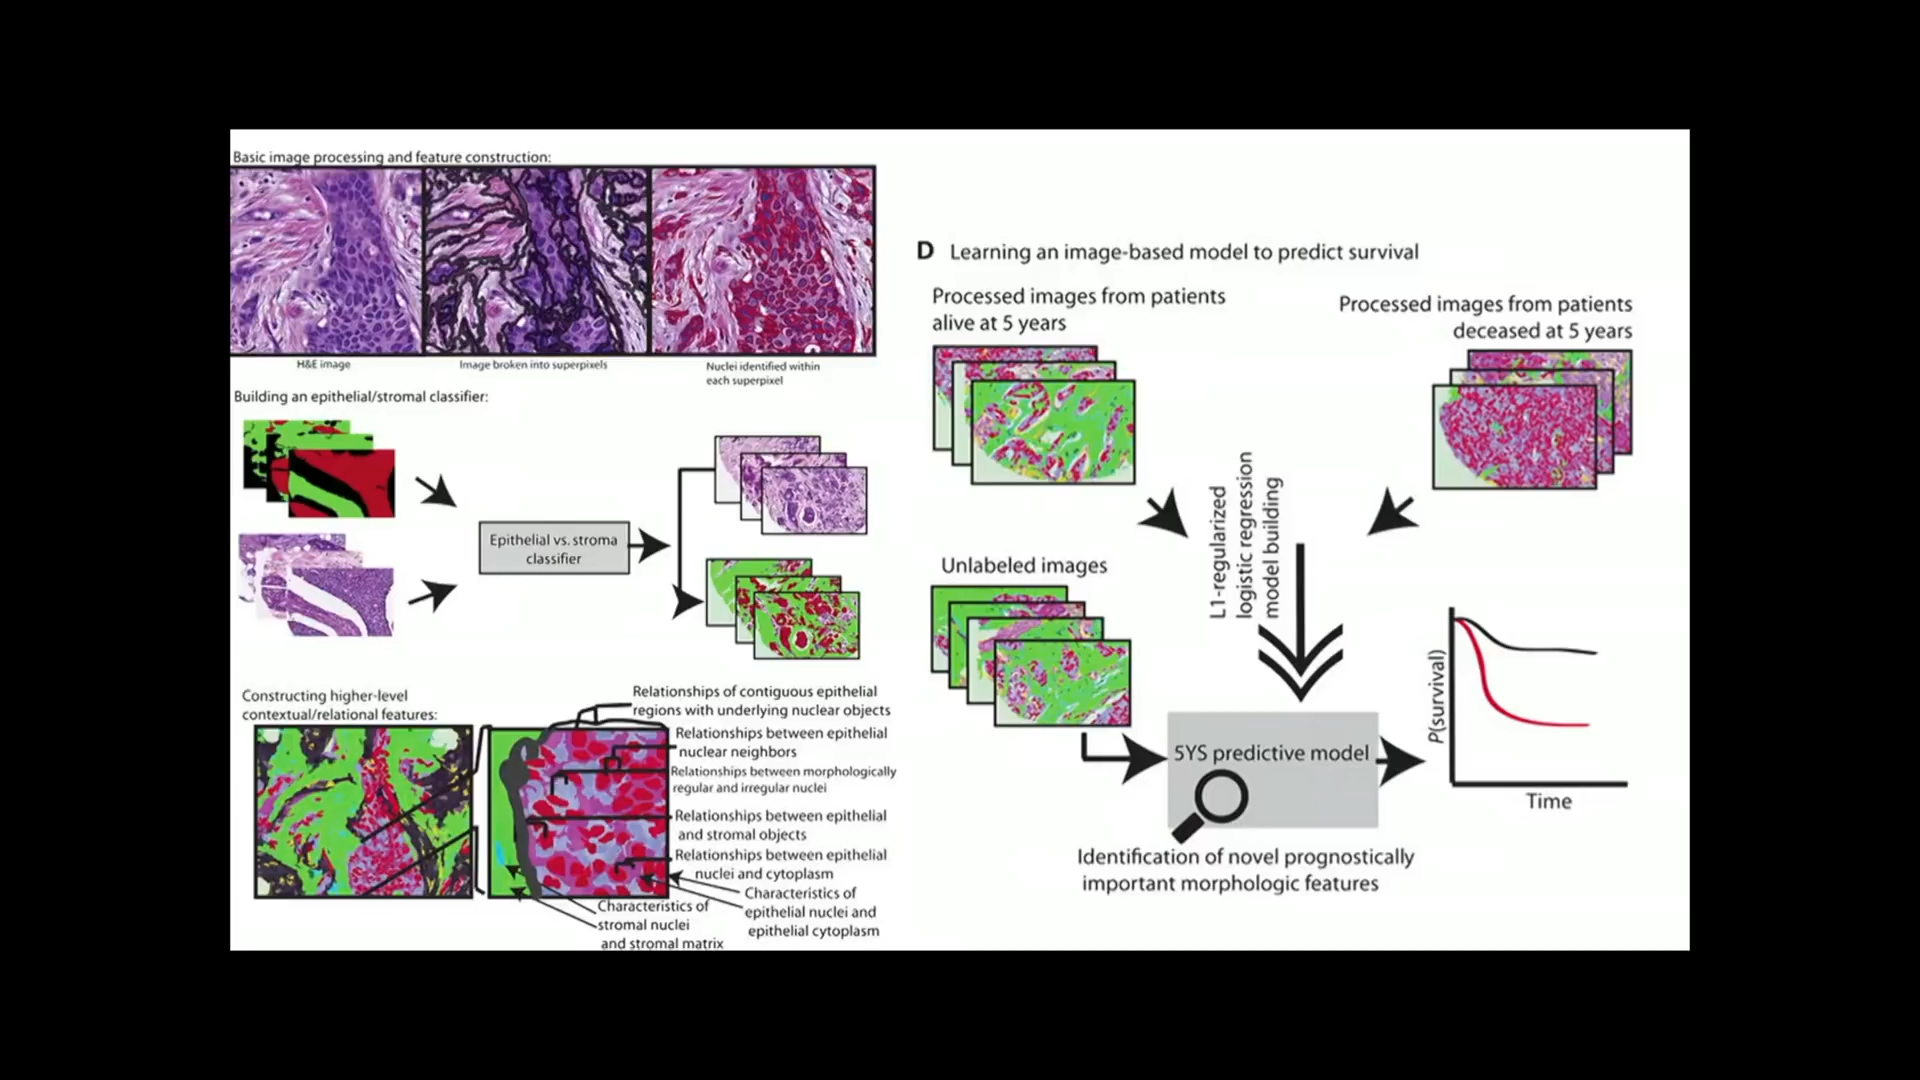 Basic image processing and feature construction:
H&E image
Image broken into superpixels
Nuclei identified within
each superpixel
Building an epithelial/stromal classifier:
Epithelial vs. stroma
classifier
Constructing higher-level
contextual/relational features:
Relationships of contiguous epithelial
regions with underlying nuclear objects
Relationships between epithelial
nuclear neighbors
Relationships between morphologically
regular and irregular nuclei
Relationships between epithelial
and stromal objects
Relationships between epithelial
nuclei and cytoplasm
Characteristics of
epithelial nuclei and
epithelial cytoplasm
Characteristics of
stromal nuclei
and stromal matrix
D Learning an image-based model to predict survival
Processed images from patients
alive at 5 years
Processed images from patients
deceased at 5 years
L1-regularized
logistic regression
model building
Unlabeled images
5YS predictive model
P(survival)
Time
Identification of novel prognostically
important morphologic features